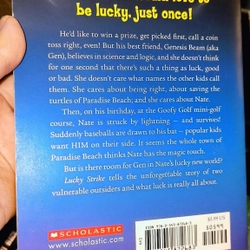 be lucky, just once!
He'd like to win a prize, get picked first, call a coin
toss right, even! But his best friend, Genesis Beam (aka
Gen), believes in science and logic, and she doesn't think
for one second that there's such a thing as luck, good
or bad. She doesn't care what names the other kids call
them. She cares about being right, about saving the
turtles of Paradise Beach; and she cares about Nate.
Then, on his birthday, at the Goofy Golf mini-golf
course, Nate is struck by lightning - and survives!
Suddenly baseballs are drawn to his bat - popular kids
want HIM on their side. It seems the whole town of
Paradise Beach thinks Nate has the magic touch.
But is there room for Gen in Nate's lucky new world?
Lucky Strike tells the unforgettable story of two
vulnerable outsiders and what luck is really all about.
SCHOLASTIC
www.scholastic.com
50599